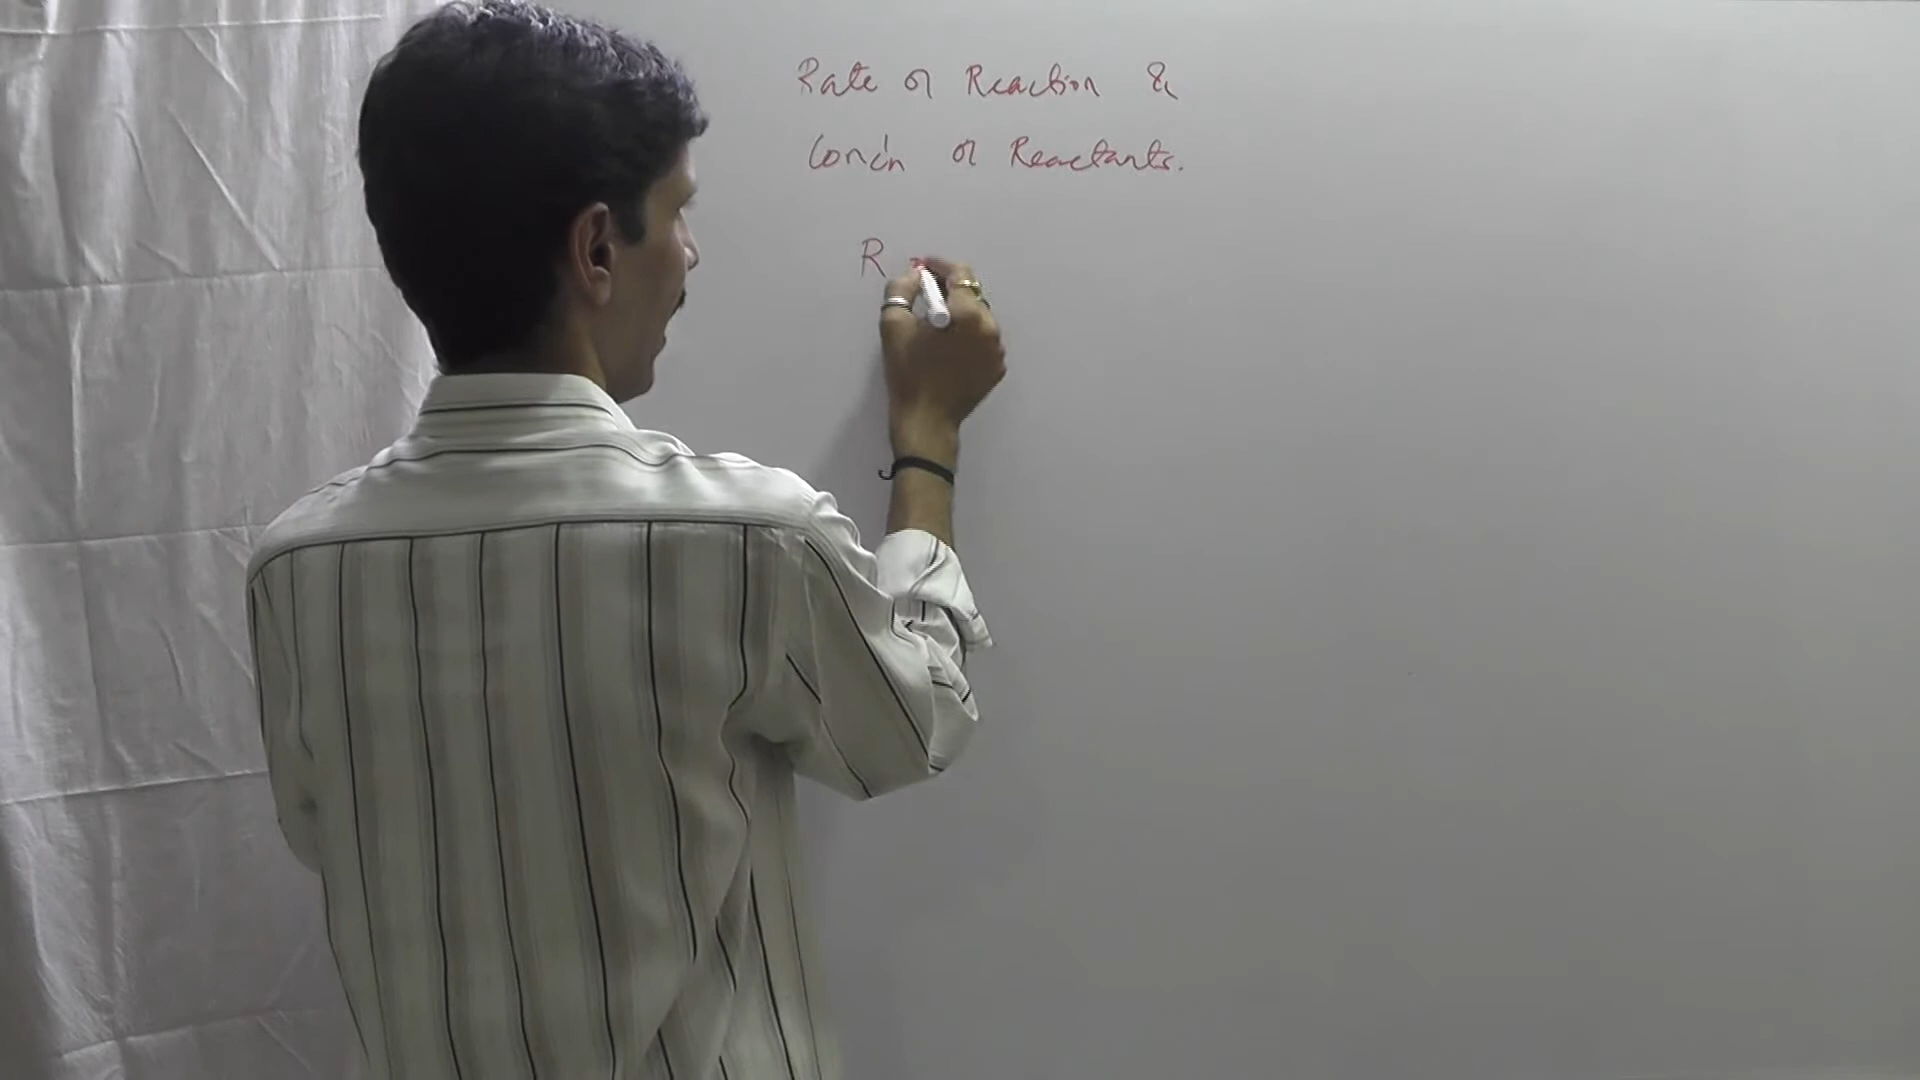 Rate of Reaction &
Conc'n of Reactants.
R